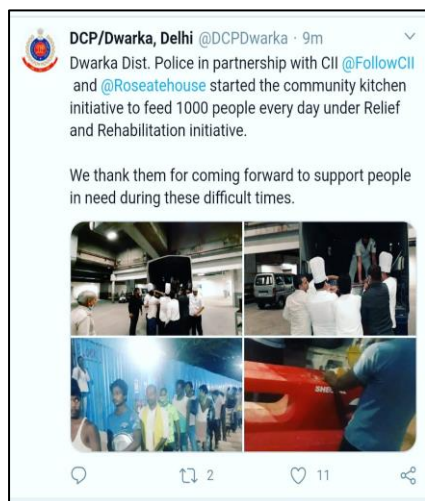 DCP/Dwarka, Delhi @DCPDwarka · 9m
Dwarka Dist. Police in partnership with CII @FollowCII
and @Roseatehouse started the community kitchen
initiative to feed 1000 people every day under Relief
and Rehabilitation initiative.
We thank them for coming forward to support people
in need during these difficult times.
2
11